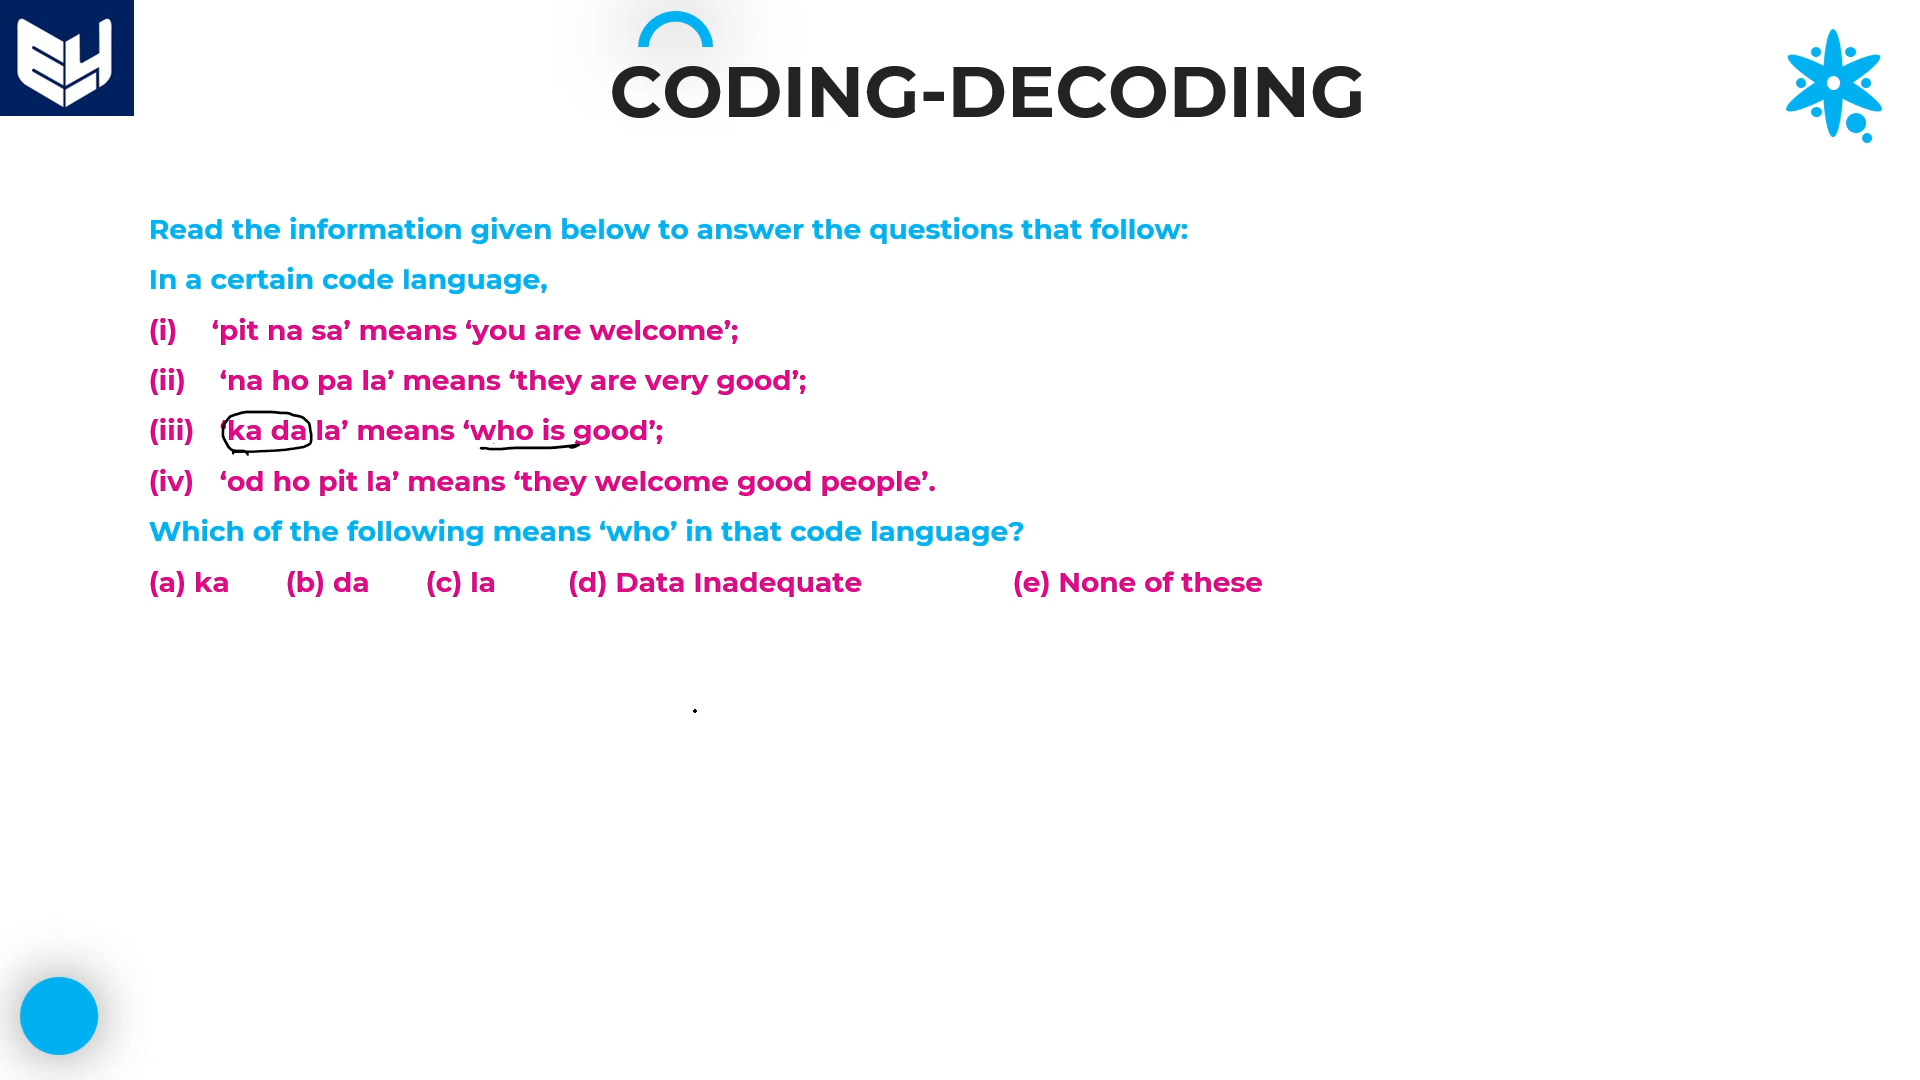 CODING-DECODING
Read the information given below to answer the questions that follow:
In a certain code language,
(i) ‘pit na sa’ means ‘you are welcome’;
(ii) ‘na ho pa la’ means ‘they are very good’;
(iii) ‘ka da la’ means ‘who is good’;
(iv) ‘od ho pit la’ means ‘they welcome good people’.
Which of the following means ‘who’ in that code language?
(a) ka (b) da (c) la (d) Data Inadequate (e) None of these